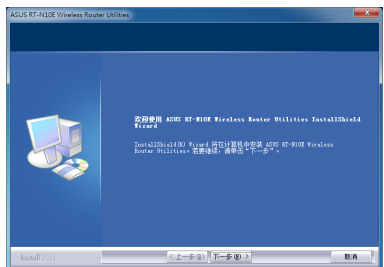 ASUS RT-N10E Wireless Router Utilities
欢迎使用 ASUS RT-N10E Wireless Router Utilities InstallShield
Wizard
InstallShield(R) Wizard 将在计算机中安装 ASUS RT-N10E Wireless
Router Utilities。若要继续，请单击“下一步”。
InstallShield
< 上一步(B) 下一步(N) > 取消